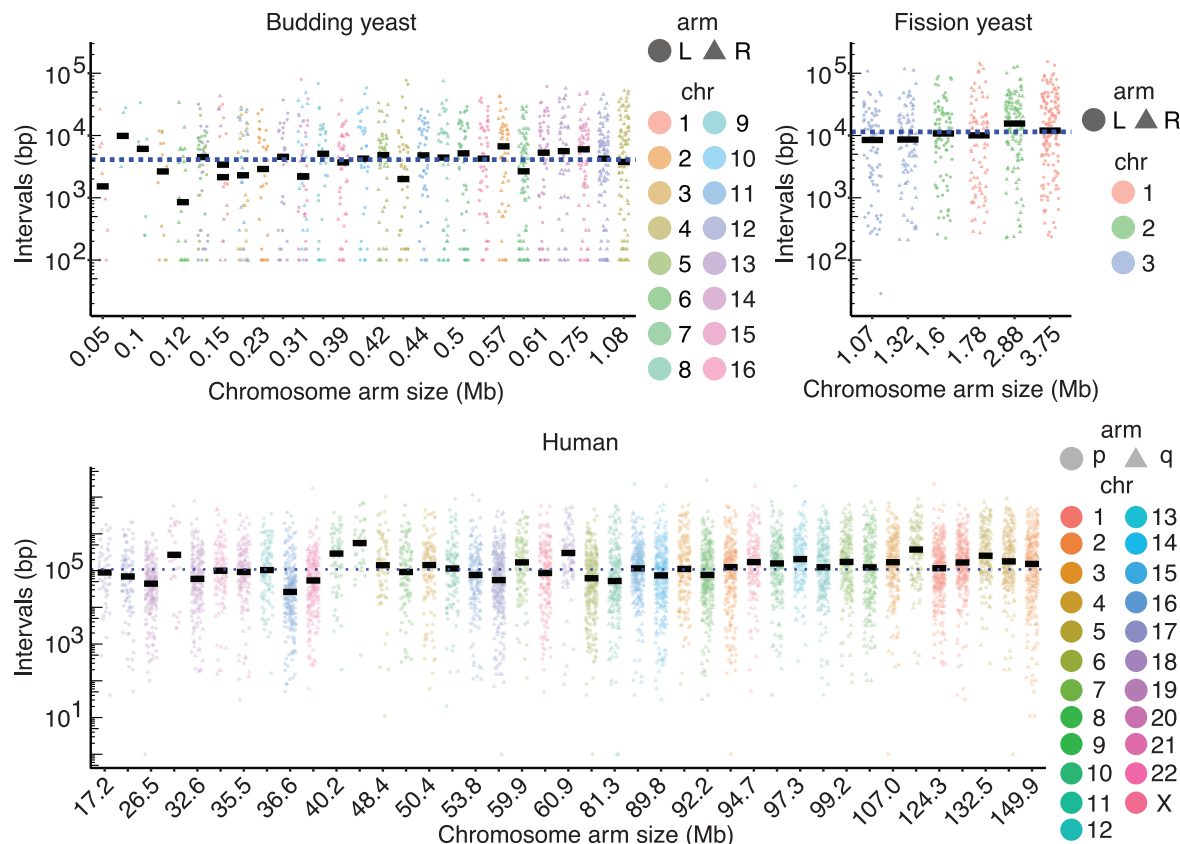 Budding yeast
arm
L R
chr
1 9
2 10
3 11
4 12
5 13
6 14
7 15
8 16
Intervals (bp)
10^5
10^4
10^3
10^2
0.05 0.1 0.12 0.15 0.23 0.31 0.39 0.42 0.44 0.5 0.57 0.61 0.75 1.08
Chromosome arm size (Mb)
Fission yeast
arm
L R
chr
1
2
3
Intervals (bp)
10^5
10^4
10^3
10^2
1.07 1.32 1.6 1.78 2.88 3.75
Chromosome arm size (Mb)
Human
arm
p q
chr
1 13
2 14
3 15
4 16
5 17
6 18
7 19
8 20
9 21
10 22
11 X
12
Intervals (bp)
10^5
10^3
10^1
17.2 26.5 32.6 35.5 36.6 40.2 48.4 50.4 53.8 59.9 60.9 81.3 89.8 92.2 94.7 97.3 99.2 107.0 124.3 132.5 149.9
Chromosome arm size (Mb)